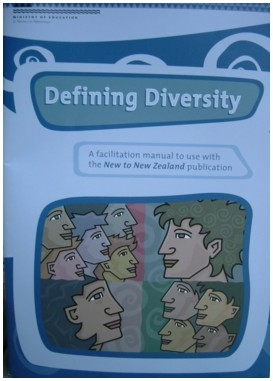 MINISTRY OF EDUCATION
Defining Diversity
A facilitation manual to use with
the New to New Zealand publication